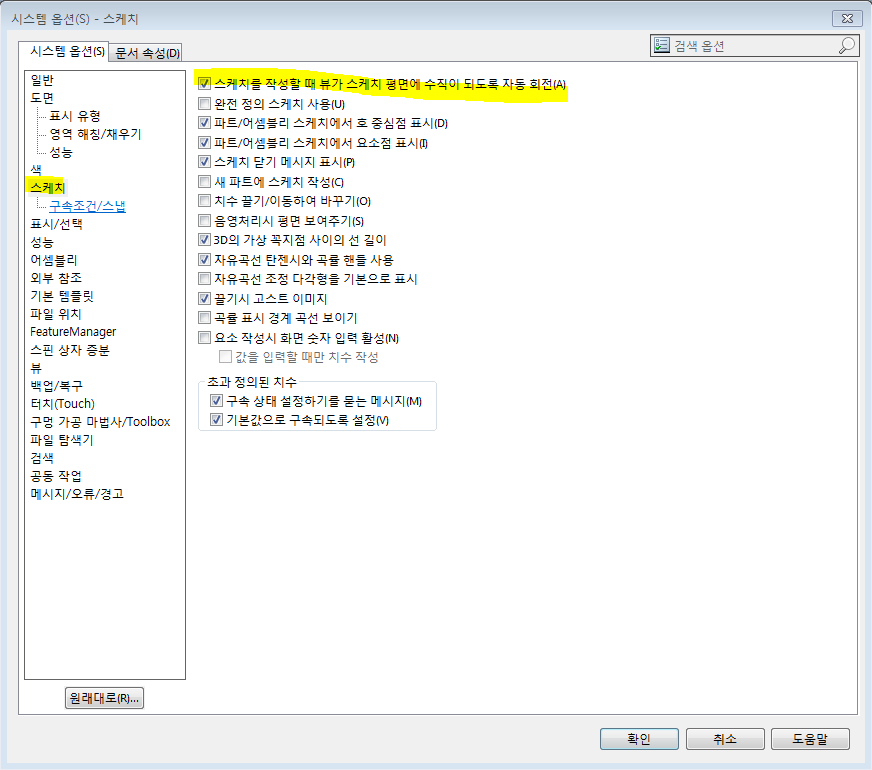 시스템 옵션(S) - 스케치
시스템 옵션(S)
문서 속성(D)
검색 옵션
일반
도면
표시 유형
영역 해칭/채우기
성능
색
스케치
구속조건/스냅
표시/선택
성능
어셈블리
외부 참조
기본 템플릿
파일 위치
FeatureManager
스핀 상자 증분
뷰
백업/복구
터치(Touch)
구멍 가공 마법사/Toolbox
파일 탐색기
검색
공동 작업
메시지/오류/경고
원래대로(R)...
스케치를 작성할 때 뷰가 스케치 평면에 수직이 되도록 자동 회전(A)
완전 정의 스케치 사용(U)
파트/어셈블리 스케치에서 호 중심점 표시(D)
파트/어셈블리 스케치에서 요소점 표시(I)
스케치 닫기 메시지 표시(P)
새 파트에 스케치 작성(C)
치수 끌기/이동하여 바꾸기(O)
음영처리시 평면 보여주기(S)
3D의 가상 꼭지점 사이의 선 길이
자유곡선 탄젠시와 곡률 핸들 사용
자유곡선 조정 다각형을 기본으로 표시
끌기시 고스트 이미지
곡률 표시 경계 곡선 보이기
요소 작성시 화면 숫자 입력 활성(N)
값을 입력할 때만 치수 작성
초과 정의된 치수
구속 상태 설정하기를 묻는 메시지(M)
기본값으로 구속되도록 설정(V)
확인
취소
도움말